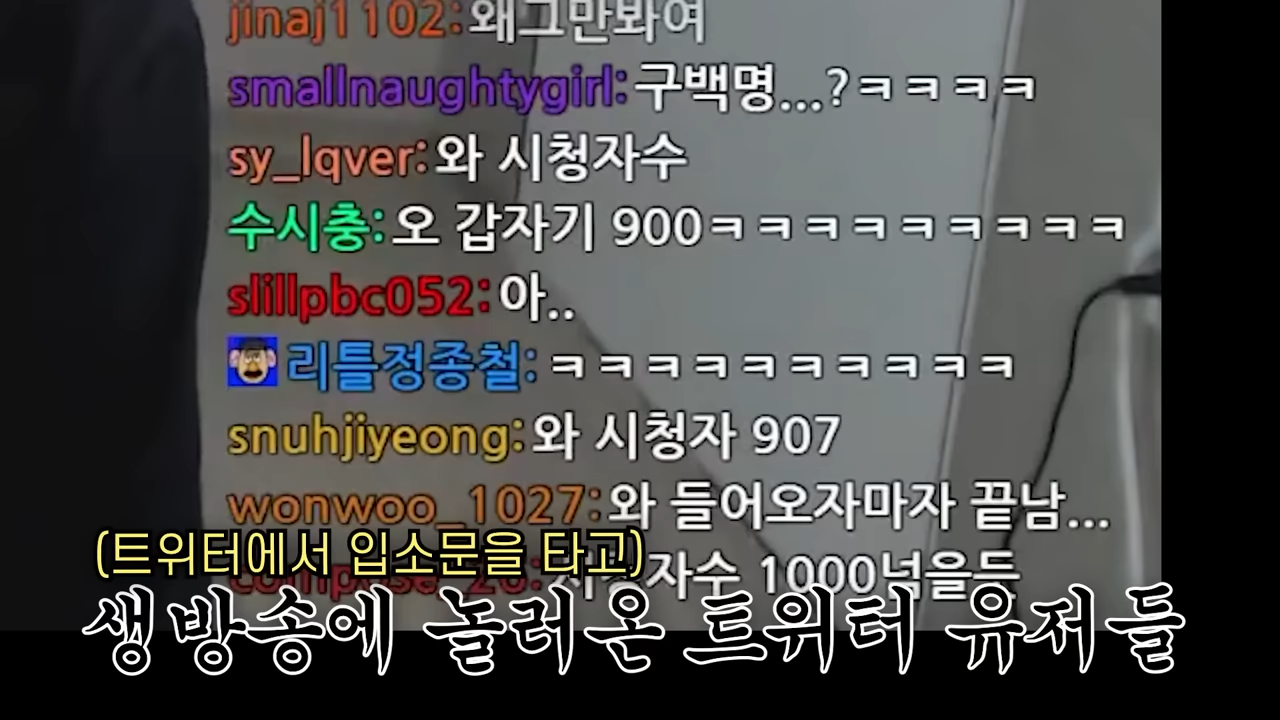 jinaj1102:왜그만봐여
smallnaughtygirl:구백명...?ㅋㅋㅋㅋ
sy_lqver:와 시청자수
수시충:오 갑자기 900ㅋㅋㅋㅋㅋㅋㅋㅋㅋ
slillpbc052:아..
리틀정종철:ㅋㅋㅋㅋㅋㅋㅋㅋㅋㅋ
snuhjiyeong:와 시청자 907
wonwoo_1027:와 들어오자마자 끝남...
(트위터에서 입소문을 타고)
시청자수 1000넘을듯
생방송에 놀러온 트위터 유저들